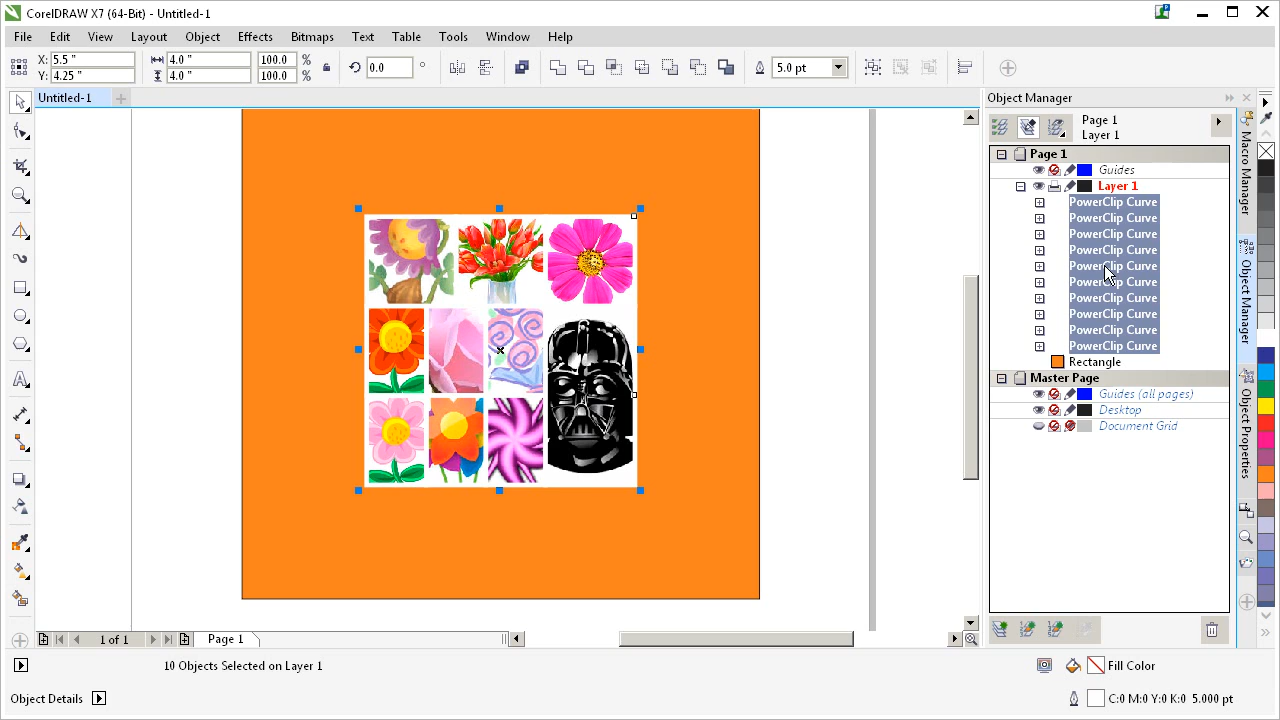 CorelDRAW X7 (64-Bit) - Untitled-1
File Edit View Layout Object Effects Bitmaps Text Table Tools Window Help
X: 5.5 " 4.0 " 100.0 % 0.0 ° 5.0 pt
Y: 4.25 " 4.0 " 100.0 %
Untitled-1
Object Manager
Page 1
Layer 1
Page 1
Guides
Layer 1
PowerClip Curve
PowerClip Curve
PowerClip Curve
PowerClip Curve
PowerClip Curve
PowerClip Curve
PowerClip Curve
PowerClip Curve
PowerClip Curve
PowerClip Curve
Rectangle
Master Page
Guides (all pages)
Desktop
Document Grid
Macro Manager
Object Manager
Object Properties
1 of 1 Page 1
10 Objects Selected on Layer 1 Fill Color
Object Details C:0 M:0 Y:0 K:0 5.000 pt